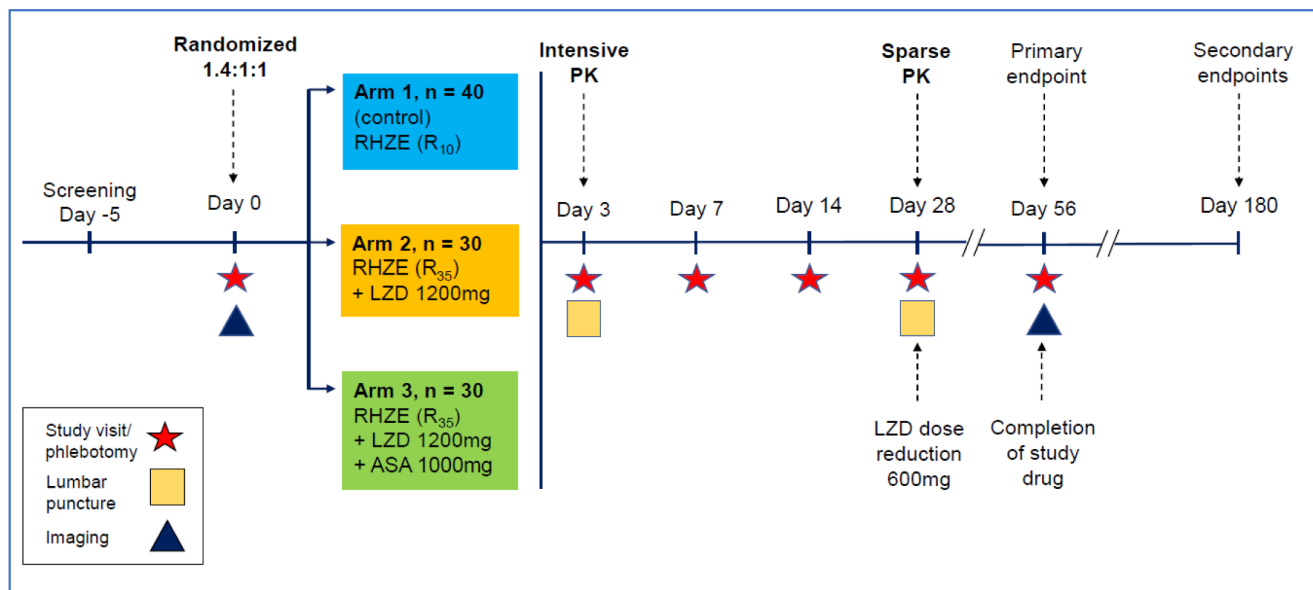 Randomized
1.4:1:1
Screening
Day -5
Day 0
Arm 1, n = 40
(control)
RHZE (R₁₀)
Arm 2, n = 30
RHZE (R₃₅)
+ LZD 1200mg
Arm 3, n = 30
RHZE (R₃₅)
+ LZD 1200mg
+ ASA 1000mg
Intensive
PK
Day 3
Day 7
Day 14
Sparse
PK
Day 28
Primary
endpoint
Day 56
Secondary
endpoints
Day 180
LZD dose
reduction
600mg
Completion
of study
drug
Study visit/
phlebotomy
Lumbar
puncture
Imaging